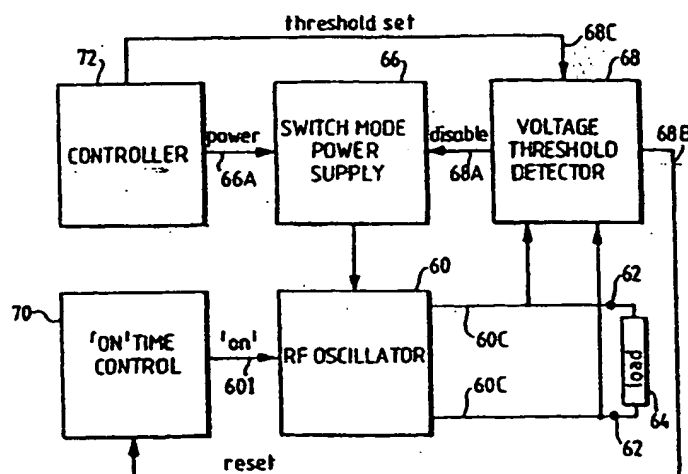 threshold set
68C
72
66
68
CONTROLLER
power
66A
SWITCH MODE
POWER
SUPPLY
disable
68A
VOLTAGE
THRESHOLD
DETECTOR
68B
70
'ON' TIME
CONTROL
'on'
601
60
RF OSCILLATOR
60C
60C
62
62
load
64
reset